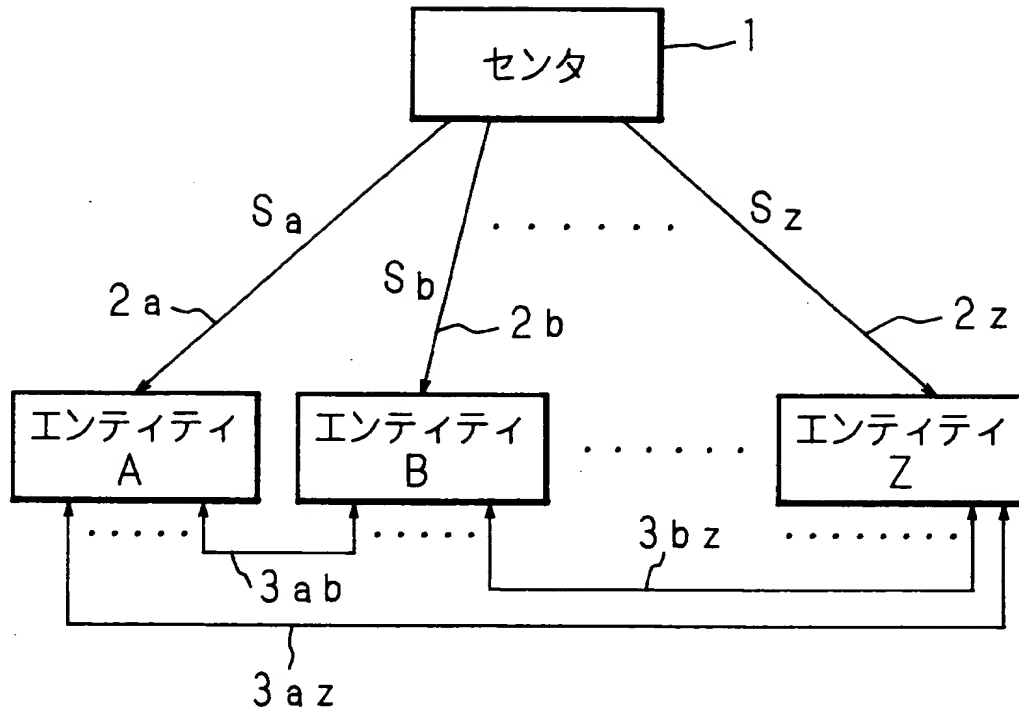 センタ
1
Sa
Sb
Sz
. . . . . . .
2a
2b
2z
エンティティ
A
エンティティ
B
. . . . . . .
エンティティ
Z
. . . . . .
. . . . . .
. . . . . . . . .
3ab
3bz
3az